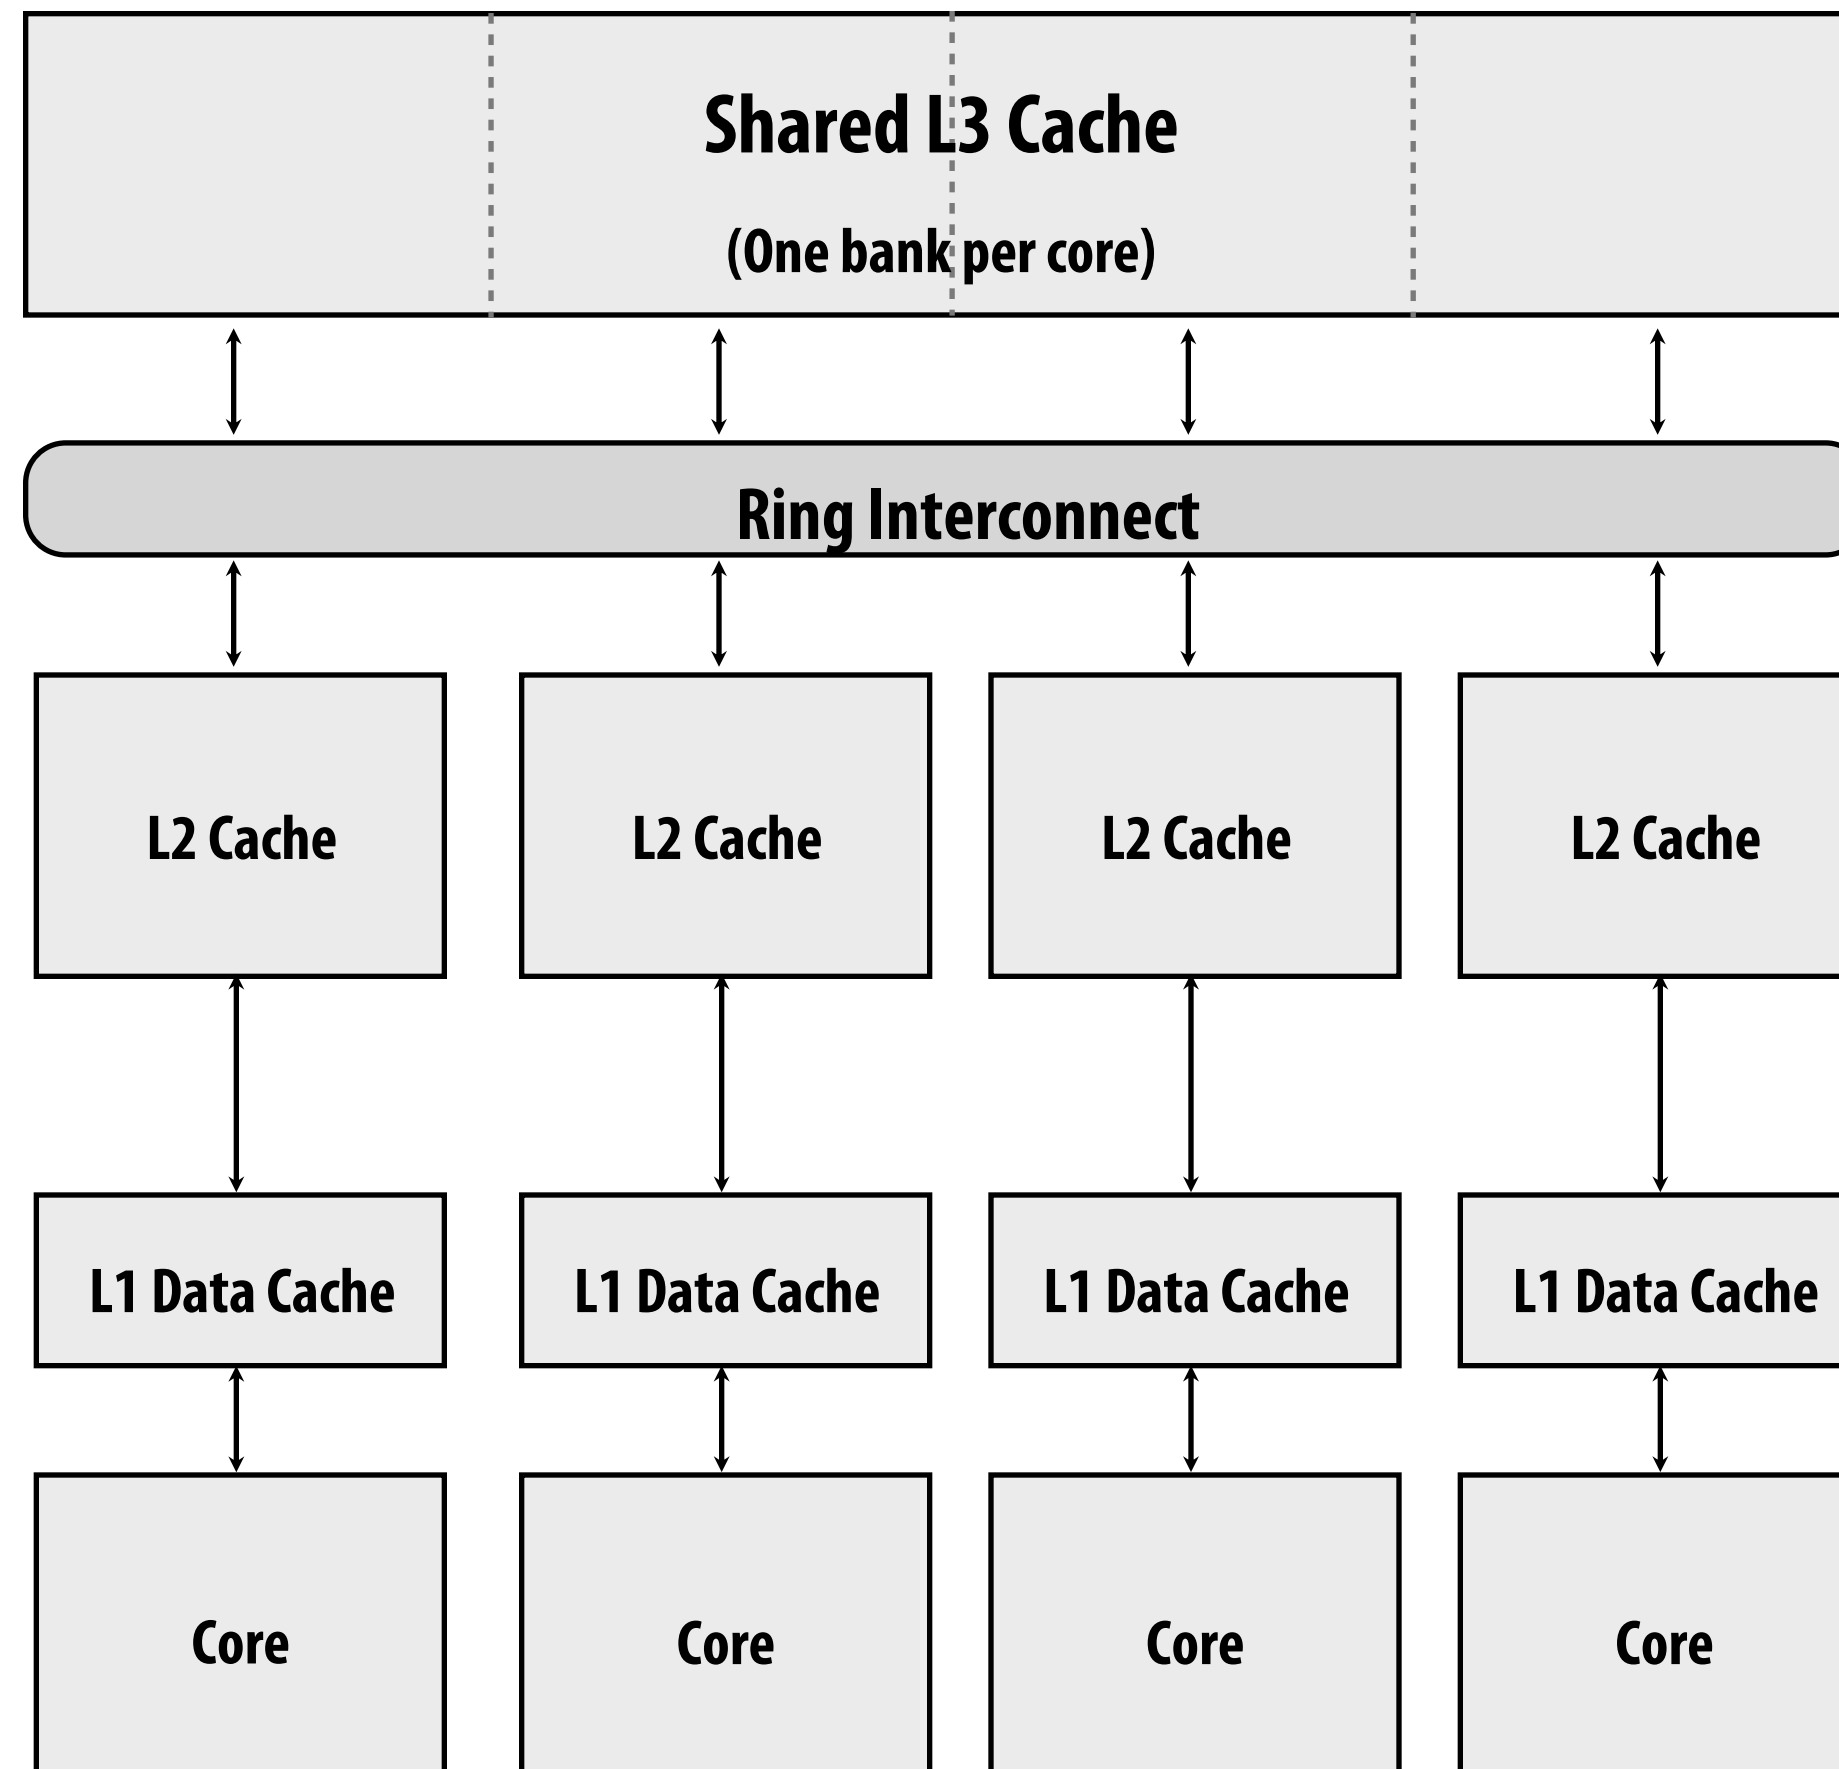 Shared L3 Cache
(One bank per core)
Ring Interconnect
L2 Cache
L2 Cache
L2 Cache
L2 Cache
L1 Data Cache
L1 Data Cache
L1 Data Cache
L1 Data Cache
Core
Core
Core
Core